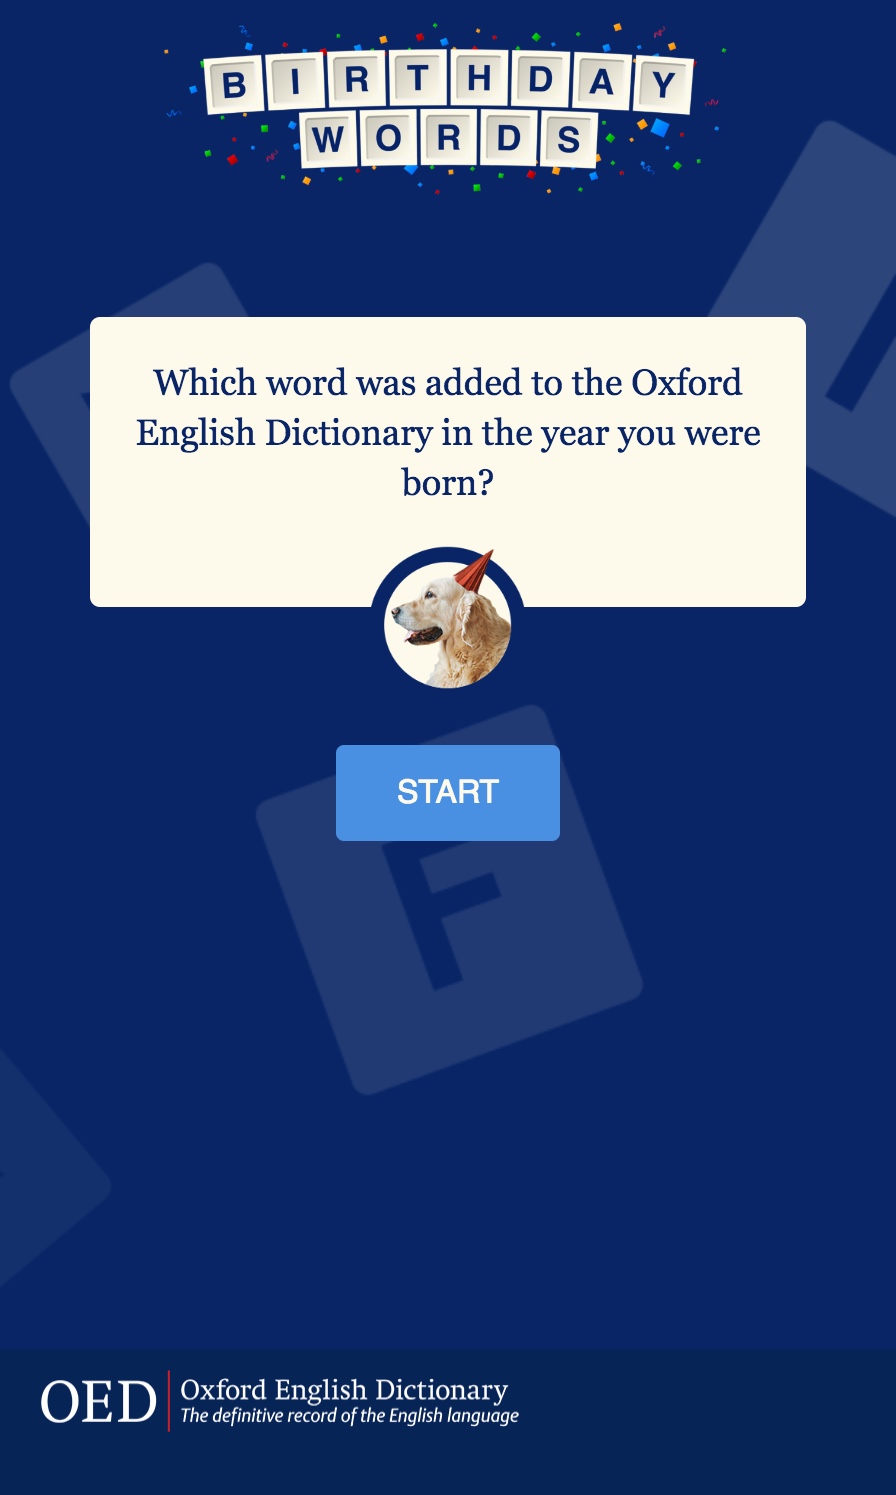 BIRTHDAY
WORDS
Which word was added to the Oxford
English Dictionary in the year you were
born?
START
F
OED
Oxford English Dictionary
The definitive record of the English language